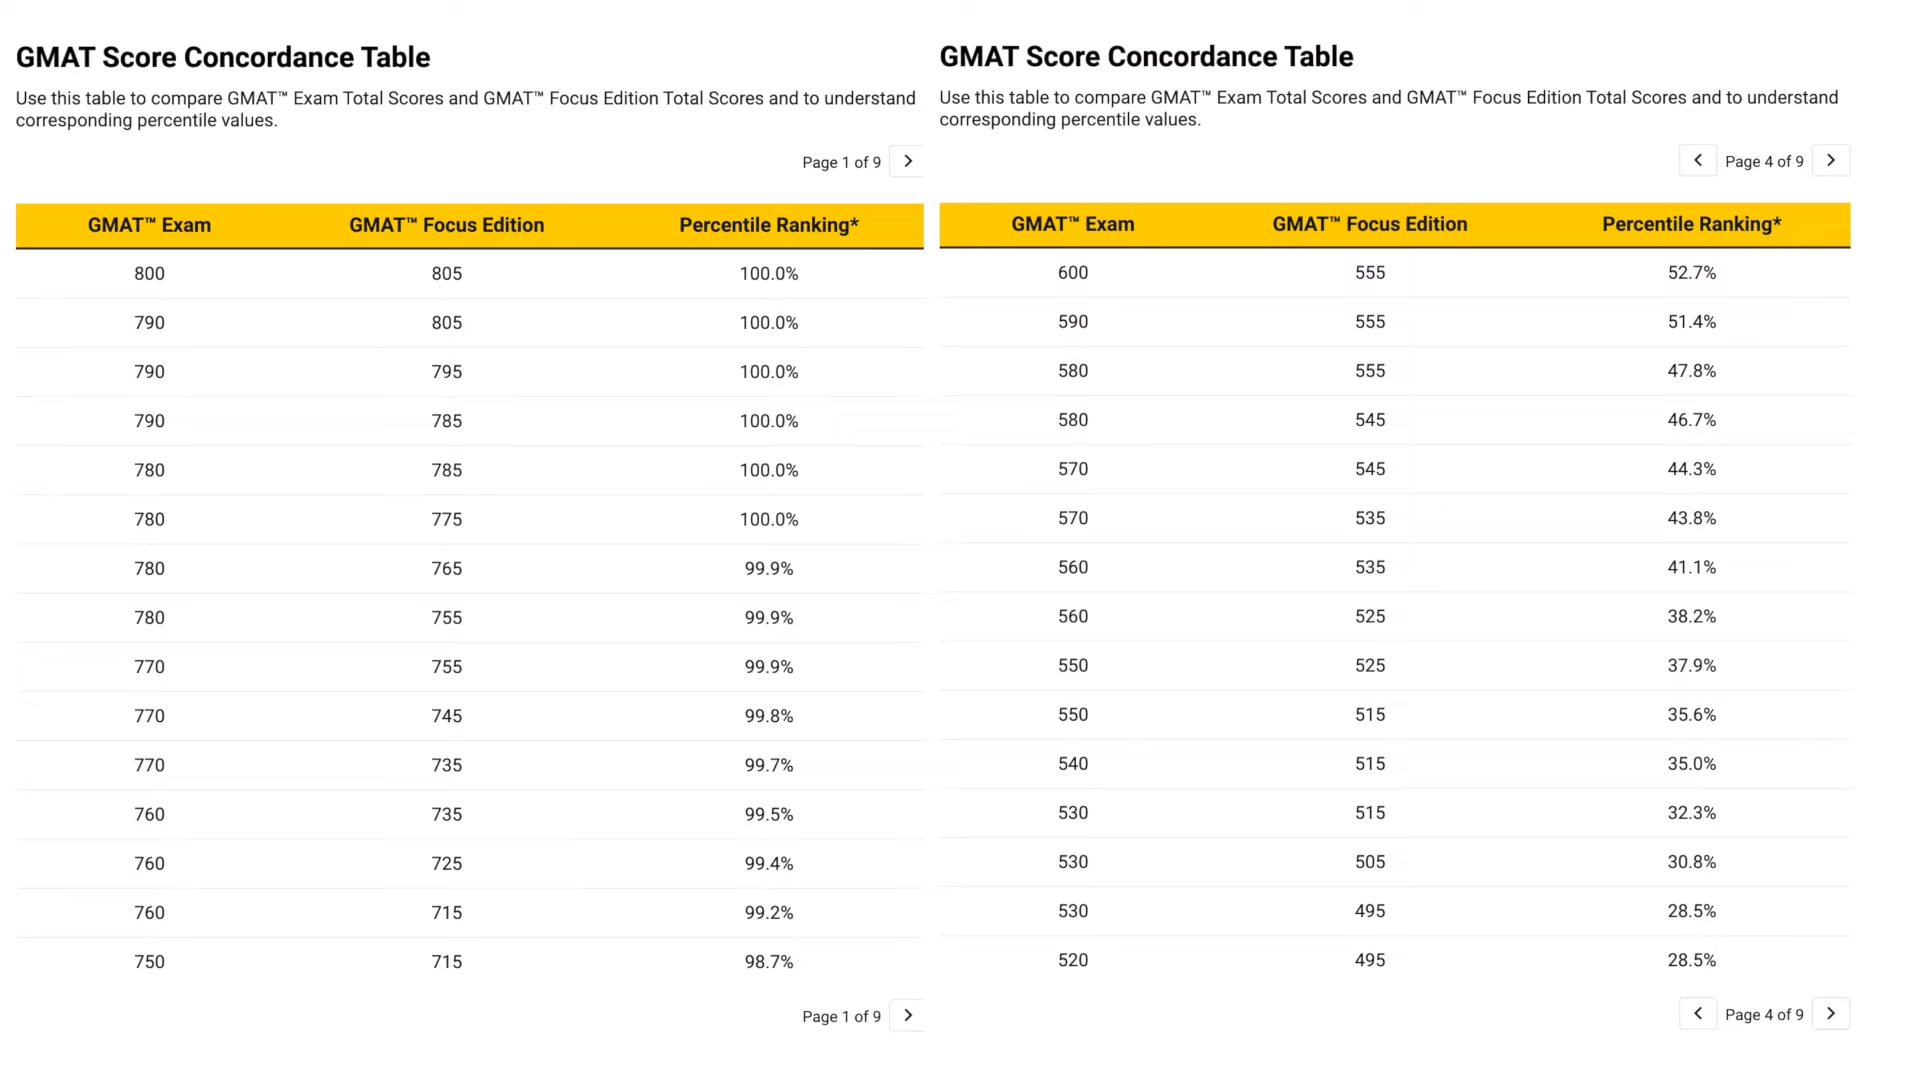 GMAT Score Concordance Table
Use this table to compare GMAT™ Exam Total Scores and GMAT™ Focus Edition Total Scores and to understand
corresponding percentile values.
Page 1 of 9
GMAT™ Exam GMAT™ Focus Edition Percentile Ranking*
800 805 100.0%
790 805 100.0%
790 795 100.0%
790 785 100.0%
780 785 100.0%
780 775 100.0%
780 765 99.9%
780 755 99.9%
770 755 99.9%
770 745 99.8%
770 735 99.7%
760 735 99.5%
760 725 99.4%
760 715 99.2%
750 715 98.7%
Page 1 of 9
GMAT Score Concordance Table
Use this table to compare GMAT™ Exam Total Scores and GMAT™ Focus Edition Total Scores and to understand
corresponding percentile values.
Page 4 of 9
GMAT™ Exam GMAT™ Focus Edition Percentile Ranking*
600 555 52.7%
590 555 51.4%
580 555 47.8%
580 545 46.7%
570 545 44.3%
570 535 43.8%
560 535 41.1%
560 525 38.2%
550 525 37.9%
550 515 35.6%
540 515 35.0%
530 515 32.3%
530 505 30.8%
530 495 28.5%
520 495 28.5%
Page 4 of 9